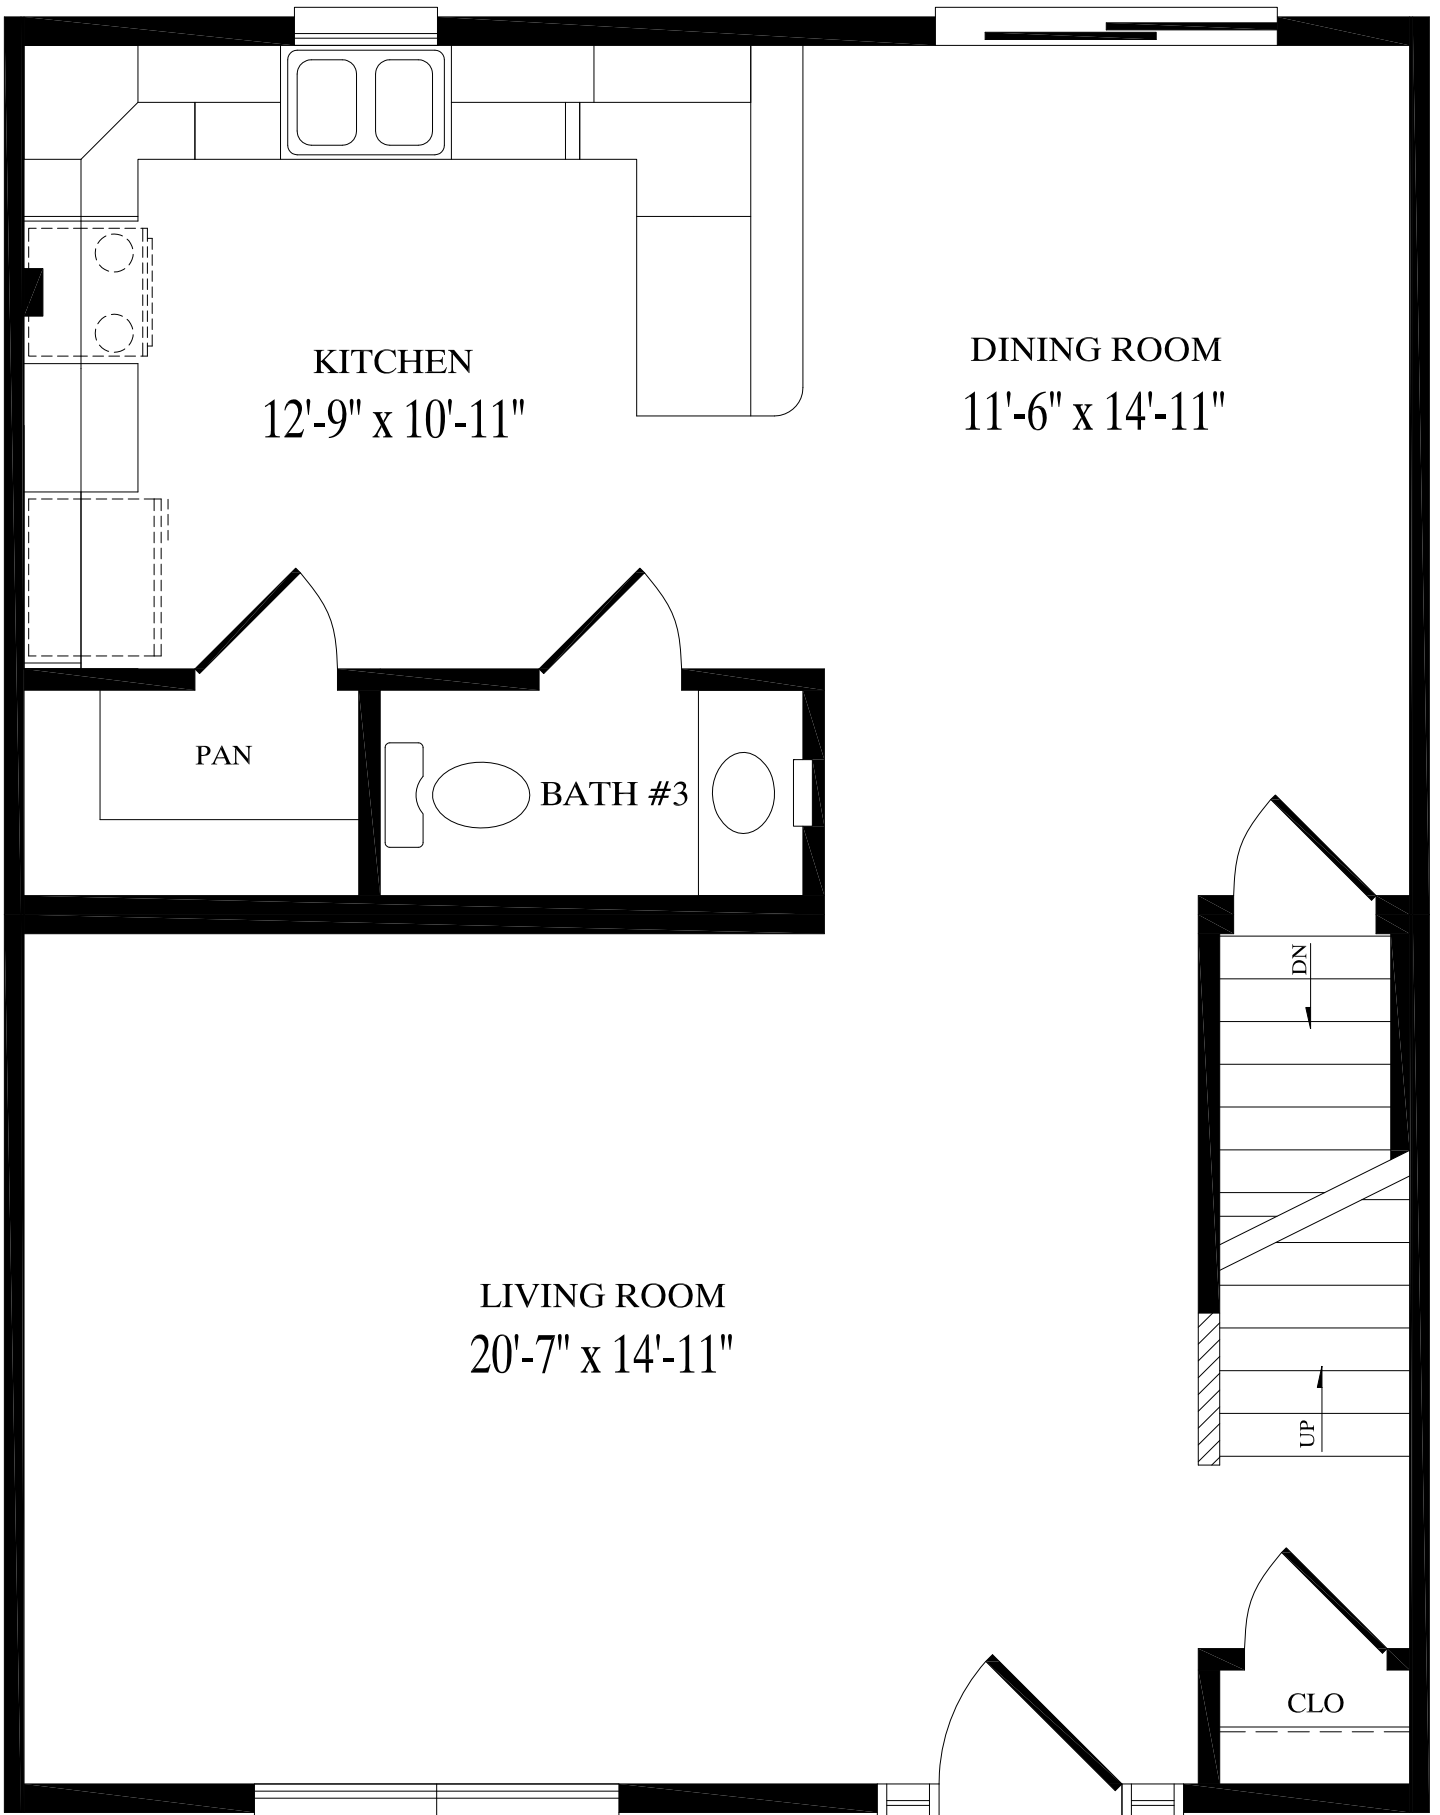 KITCHEN
12'-9" x 10'-11"
DINING ROOM
11'-6" x 14'-11"
PAN
BATH #3
DN
LIVING ROOM
20'-7" x 14'-11"
UP
CLO